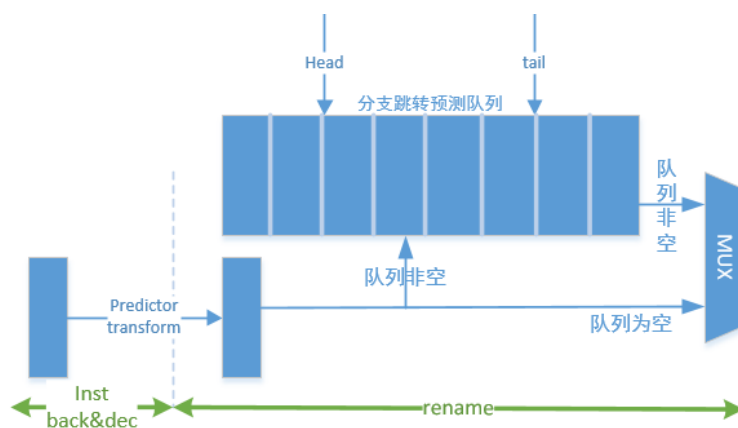 Head
tail
分支跳转预测队列
队
列
非
空
MUX
队列非空
Predictor
transform
队列为空
Inst
back&dec
rename